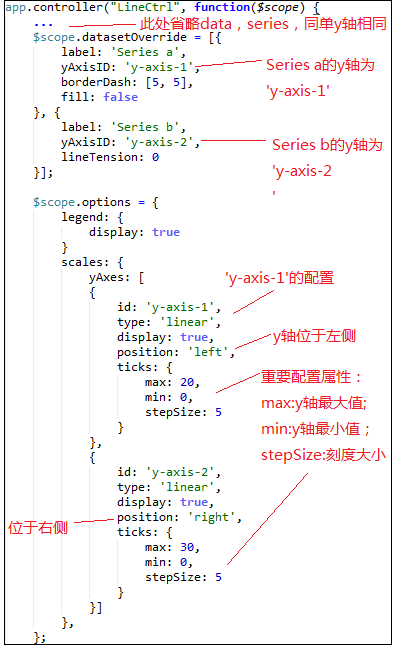 app.controller("LineCtrl", function($scope) {
... 此处省略data，series，同单y轴相同
$scope.datasetOverride = [{
label: 'Series a',
yAxisID: 'y-axis-1',
borderDash: [5, 5],
fill: false
Series a的y轴为
'y-axis-1'
}, {
label: 'Series b',
yAxisID: 'y-axis-2',
lineTension: 0
Series b的y轴为
'y-axis-2
'
}];
$scope.options = {
legend: {
display: true
}
scales: {
yAxes: [
'y-axis-1'的配置
{
id: 'y-axis-1',
type: 'linear',
display: true,
position: 'left',
y轴位于左侧
ticks: {
max: 20,
min: 0,
stepSize: 5
重要配置属性：
max:y轴最大值;
min:y轴最小值；
stepSize:刻度大小
}
},
{
id: 'y-axis-2',
type: 'linear',
display: true,
位于右侧
position: 'right',
ticks: {
max: 30,
min: 0,
stepSize: 5
}
}]
},
};